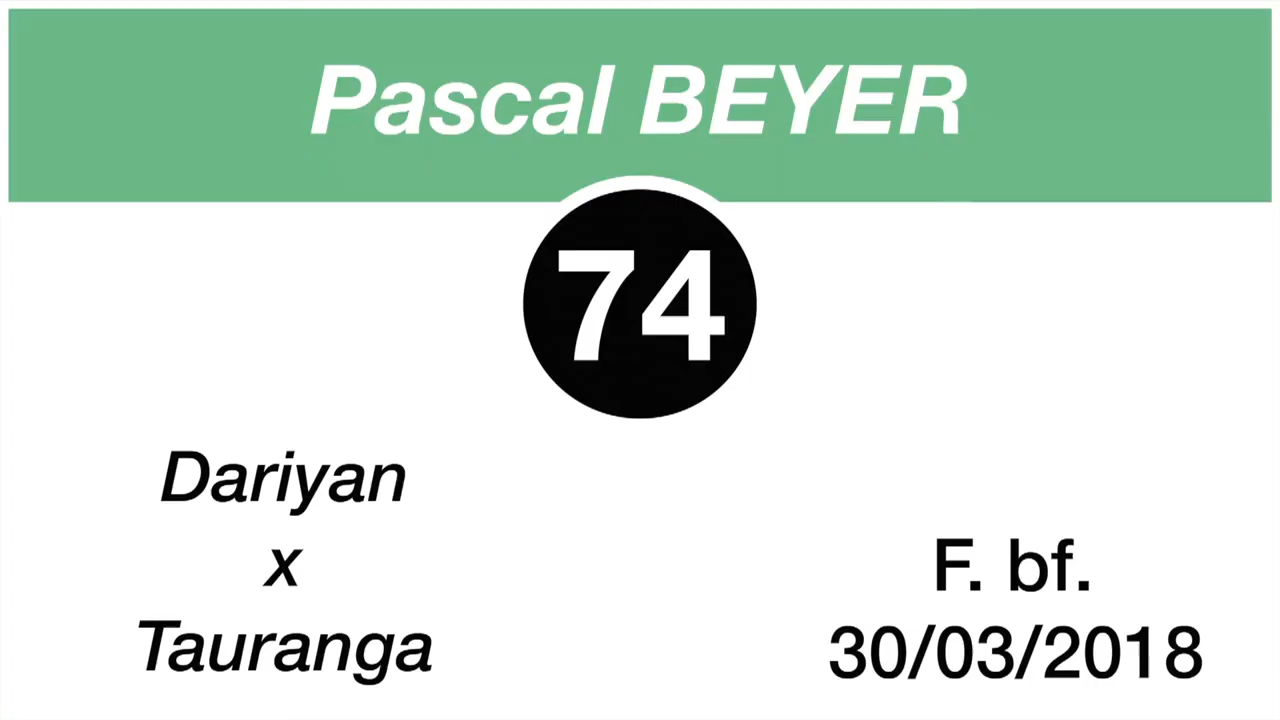 Pascal BEYER
74
Dariyan
x
Tauranga
F. bf.
30/03/2018